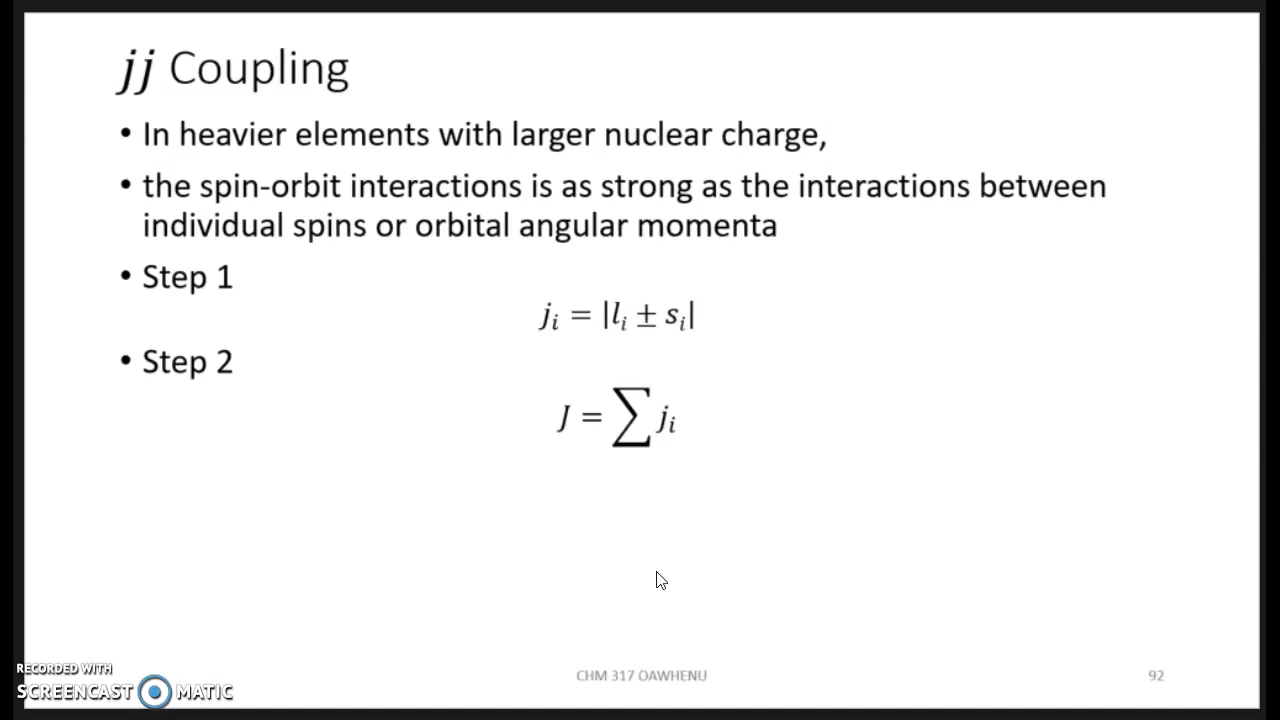 jj Coupling
• In heavier elements with larger nuclear charge,
• the spin-orbit interactions is as strong as the interactions between
individual spins or orbital angular momenta
• Step 1
jᵢ = |lᵢ ± sᵢ|
• Step 2
J = ∑ jᵢ
RECORDED WITH
SCREENCAST MATIC
CHM 317 OAWHENU
92